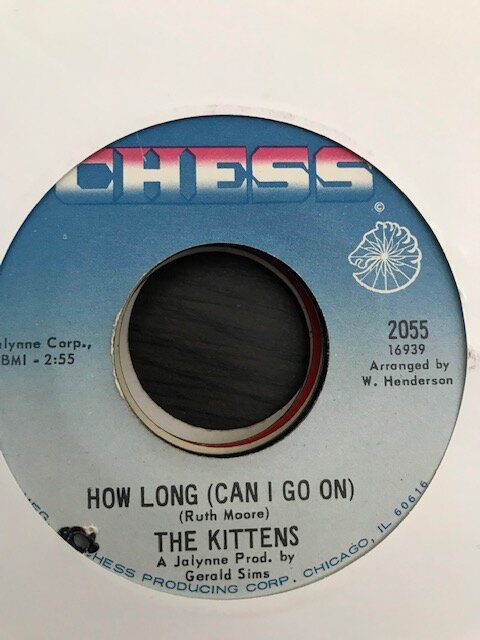 CHESS
©
2055
16939
Arranged by
W. Henderson
alynne Corp.,
BMI - 2:55
HOW LONG (CAN I GO ON)
(Ruth Moore)
THE KITTENS
A Jalynne Prod. by
Gerald Sims
HESS PRODUCING CORP. CHICAGO, IL 60616